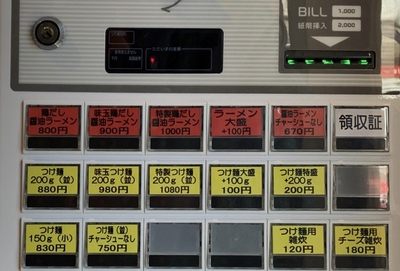 BILL
1,000
2,000
紙幣挿入
鶏だし
醤油ラーメン
800円
味玉鶏だし
醤油ラーメン
900円
特製鶏だし
醤油ラーメン
1000円
ラーメン
大盛
+100円
醤油ラーメン
チャーシューなし
670円
領収証
つけ麺
200g(並)
880円
味玉つけ麺
200g(並)
980円
特製つけ麺
200g(並)
1080円
つけ麺大盛
+100g
100円
つけ麺特盛
+200g
200円
つけ麺
150g(小)
830円
つけ麺(並)
チャーシューなし
750円
つけ麺用
雑炊
120円
つけ麺用
チーズ雑炊
180円